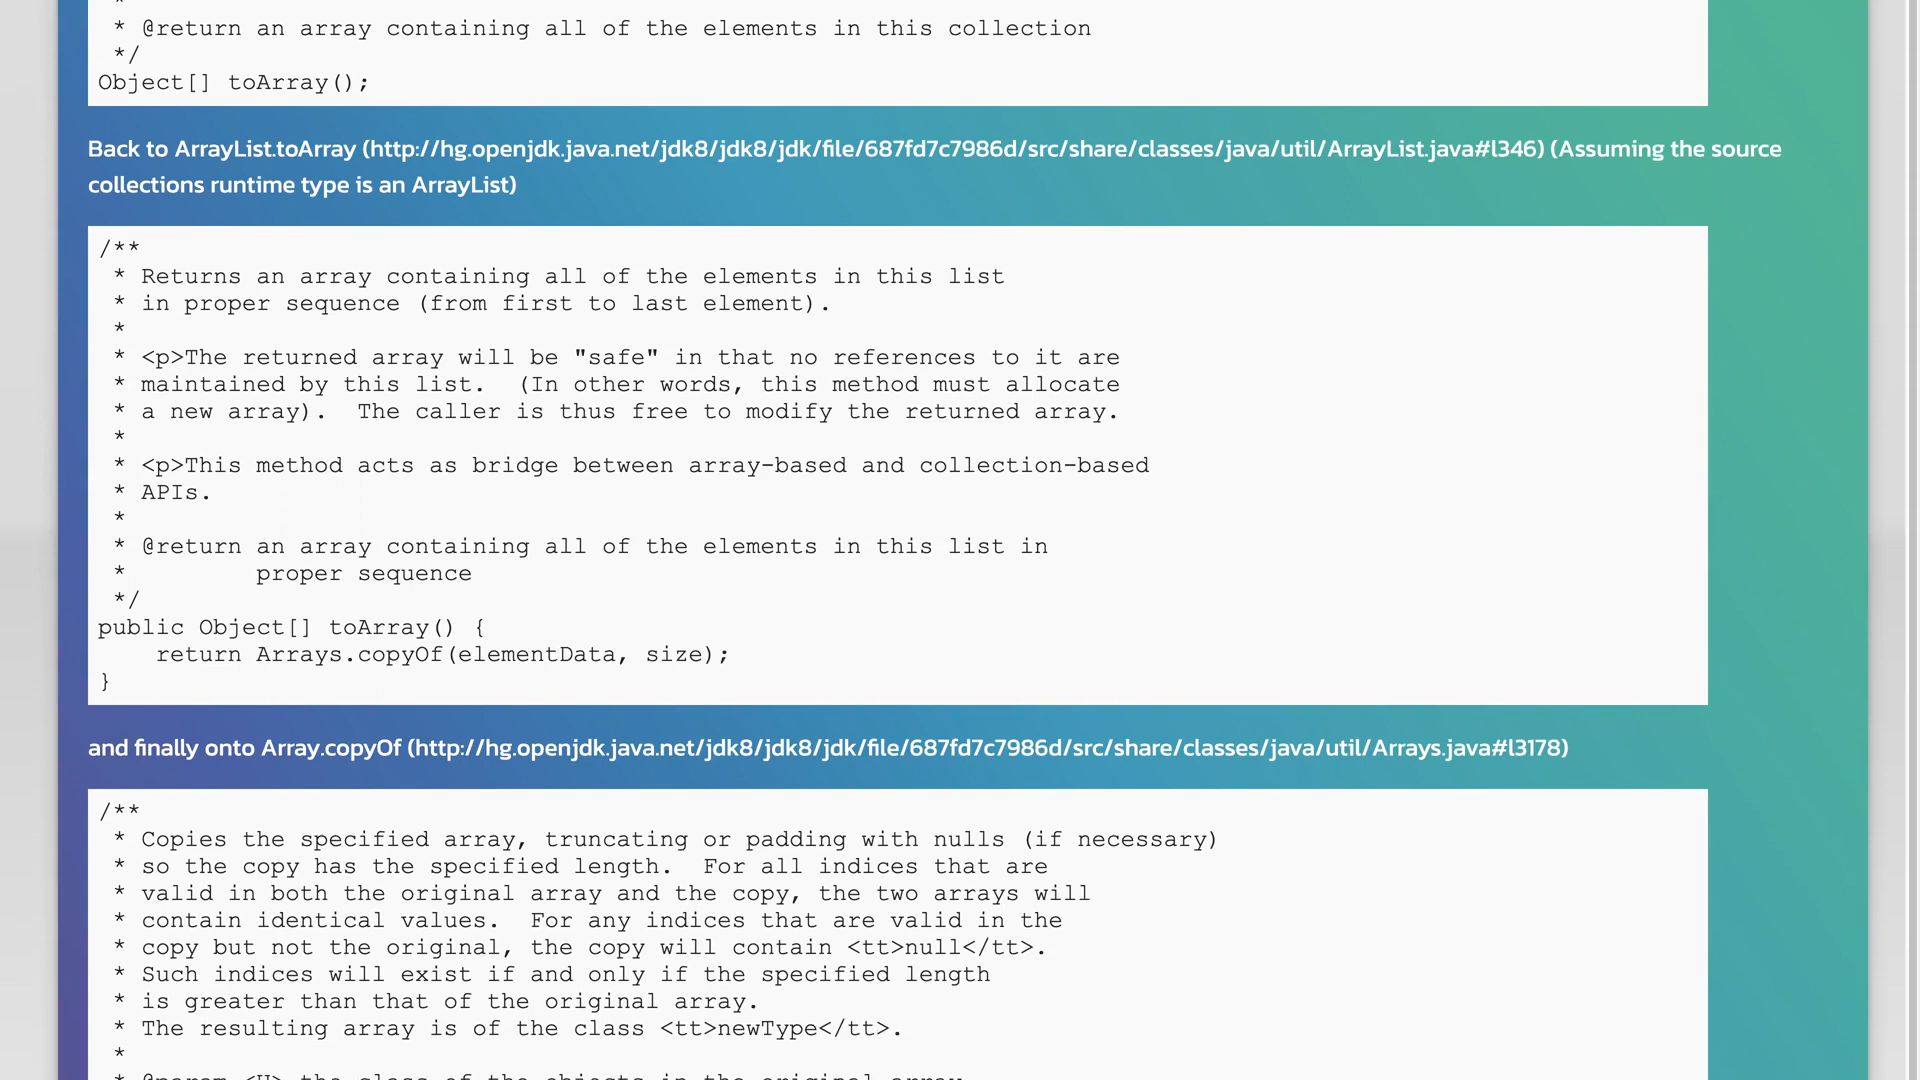 *
* @return an array containing all of the elements in this collection
*/
Object[] toArray();
Back to ArrayList.toArray (http://hg.openjdk.java.net/jdk8/jdk8/jdk/file/687fd7c7986d/src/share/classes/java/util/ArrayList.java#l346) (Assuming the source
collections runtime type is an ArrayList)
/**
* Returns an array containing all of the elements in this list
* in proper sequence (from first to last element).
*
* <p>The returned array will be "safe" in that no references to it are
* maintained by this list.  (In other words, this method must allocate
* a new array).  The caller is thus free to modify the returned array.
*
* <p>This method acts as bridge between array-based and collection-based
* APIs.
*
* @return an array containing all of the elements in this list in
*         proper sequence
*/
public Object[] toArray() {
    return Arrays.copyOf(elementData, size);
}
and finally onto Array.copyOf (http://hg.openjdk.java.net/jdk8/jdk8/jdk/file/687fd7c7986d/src/share/classes/java/util/Arrays.java#l3178)
/**
* Copies the specified array, truncating or padding with nulls (if necessary)
* so the copy has the specified length.  For all indices that are
* valid in both the original array and the copy, the two arrays will
* contain identical values.  For any indices that are valid in the
* copy but not the original, the copy will contain <tt>null</tt>.
* Such indices will exist if and only if the specified length
* is greater than that of the original array.
* The resulting array is of the class <tt>newType</tt>.
*
* @param <U> the class of the objects in the original array